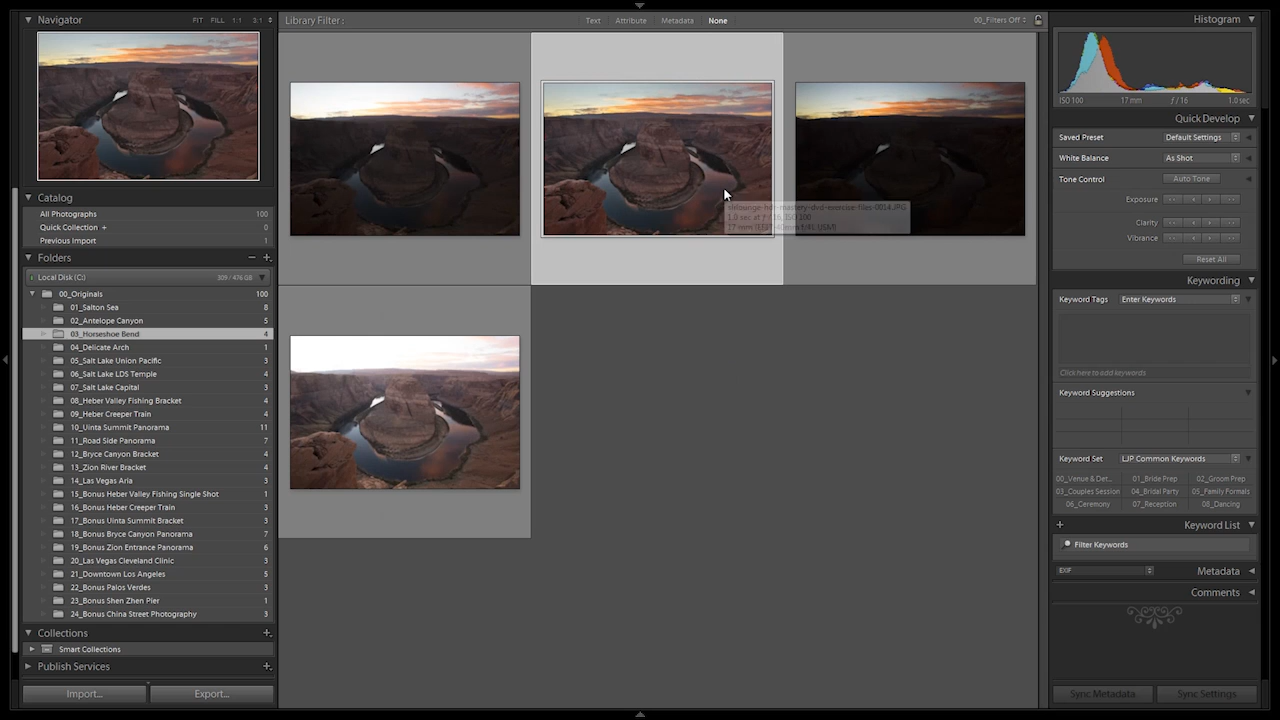 Navigator FIT FILL 1:1 3:1
Library Filter : Text Attribute Metadata None 00_Filters Off
Histogram
ISO 100 17 mm ƒ / 16 1.0 sec
Catalog
All Photographs 100
Quick Collection + 0
Previous Import 1
Folders
Local Disk (C:) 309 / 476 GB
00_Originals 100
01_Salton Sea 8
02_Antelope Canyon 5
03_Horseshoe Bend 4
04_Delicate Arch 1
05_Salt Lake Union Pacific 3
06_Salt Lake LDS Temple 4
07_Salt Lake Capital 3
08_Heber Valley Fishing Bracket 4
09_Heber Creeper Train 4
10_Uinta Summit Panorama 11
11_Road Side Panorama 7
12_Bryce Canyon Bracket 4
13_Zion River Bracket 4
14_Las Vegas Aria 4
15_Bonus Heber Valley Fishing Single Shot 1
16_Bonus Heber Creeper Train 3
17_Bonus Uinta Summit Bracket 3
18_Bonus Bryce Canyon Panorama 7
19_Bonus Zion Entrance Panorama 6
20_Las Vegas Cleveland Clinic 3
21_Downtown Los Angeles 5
22_Bonus Palos Verdes 3
23_Bonus Shen Zhen Pier 1
24_Bonus China Street Photography 3
Collections
Smart Collections
Publish Services
Import... Export...
1.0 sec at ƒ / 16, ISO 100
Quick Develop
Saved Preset Default Settings
White Balance As Shot
Tone Control Auto Tone
Exposure
Clarity
Vibrance
Reset All
Keywording
Keyword Tags Enter Keywords
Click here to add keywords
Keyword Suggestions
Keyword Set LJP Common Keywords
00_Venue & Det... 01_Bride Prep 02_Groom Prep
03_Couples Session 04_Bridal Party 05_Family Formals
06_Ceremony 07_Reception 08_Dancing
Keyword List
Filter Keywords
EXIF Metadata
Comments
Sync Metadata Sync Settings